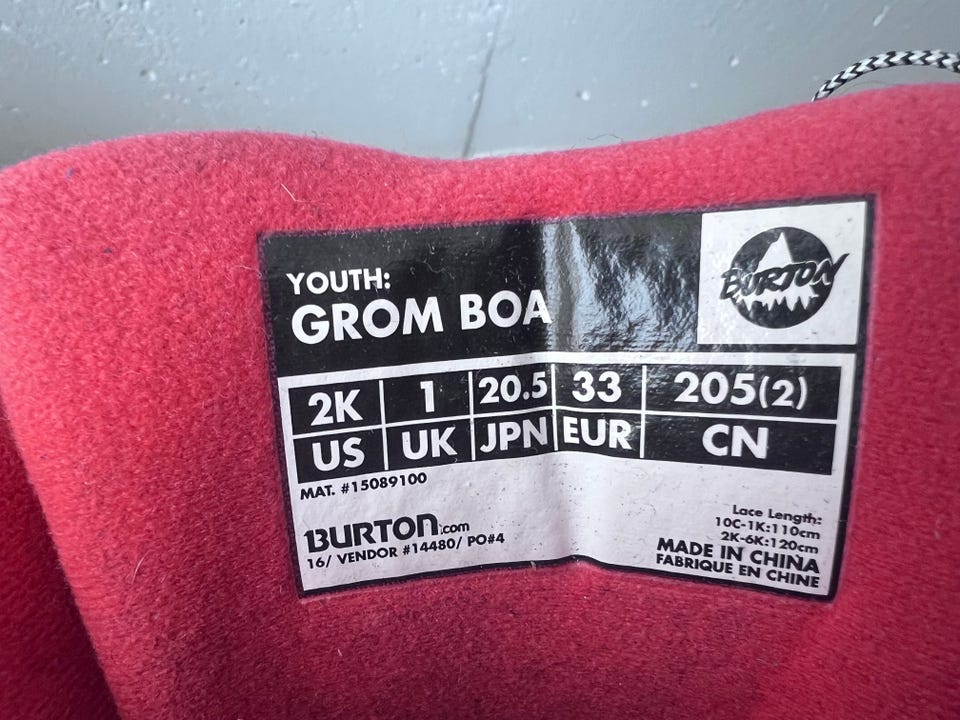 YOUTH:
GROM BOA
BURTON
2K 1 20.5 33 205(2)
US UK JPN EUR CN
MAT. #15089100
BURTON.com
16/ VENDOR #14480/ PO#4
Lace Length:
10C-1K:110cm
2K-6K:120cm
MADE IN CHINA
FABRIQUE EN CHINE